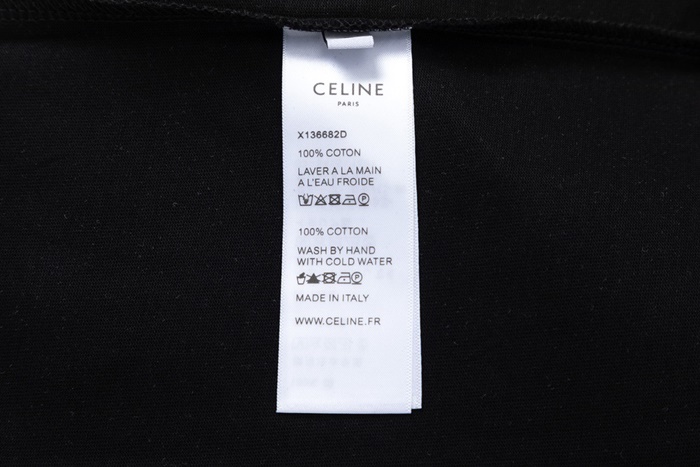 CELINE
PARIS
X136682D
100% COTON
LAVER A LA MAIN
A L'EAU FROIDE
100% COTTON
WASH BY HAND
WITH COLD WATER
MADE IN ITALY
WWW.CELINE.FR